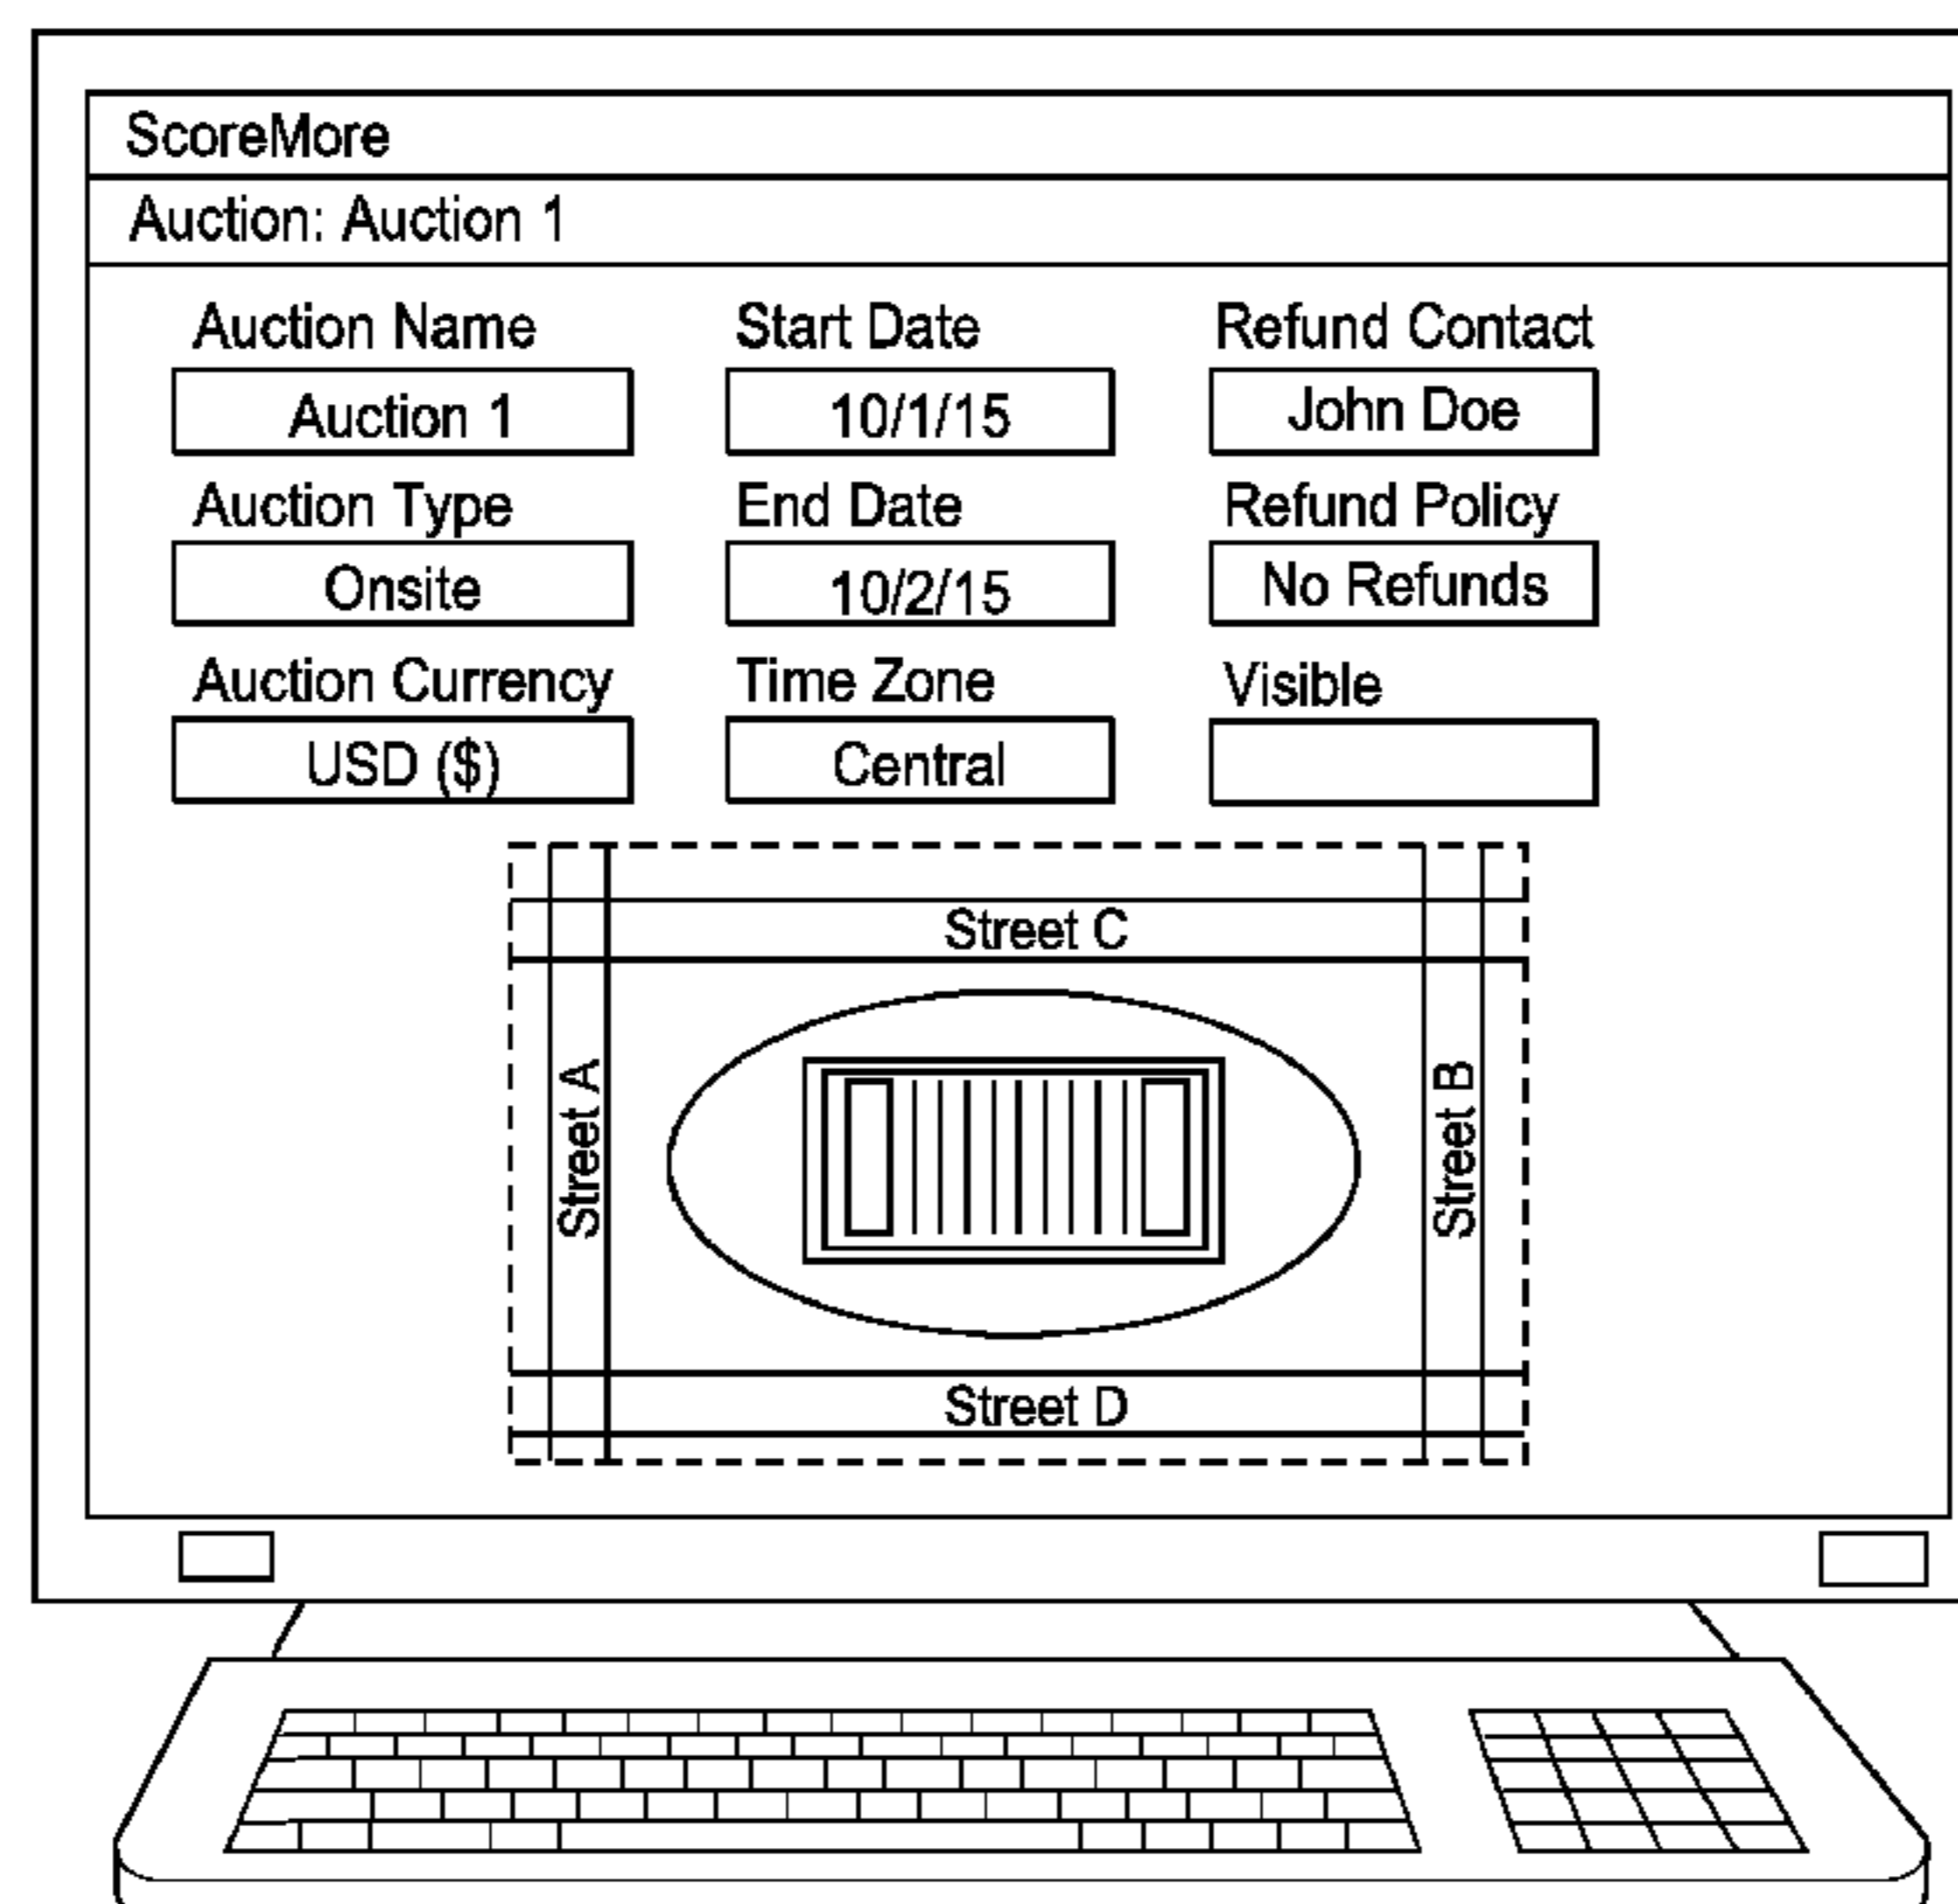 ScoreMore
Auction: Auction 1
Auction Name
Start Date
Refund Contact
Auction 1
10/1/15
John Doe
Auction Type
End Date
Refund Policy
Onsite
10/2/15
No Refunds
Auction Currency
Time Zone
Visible
USD ($)
Central
Street C
Street A
Street B
Street D